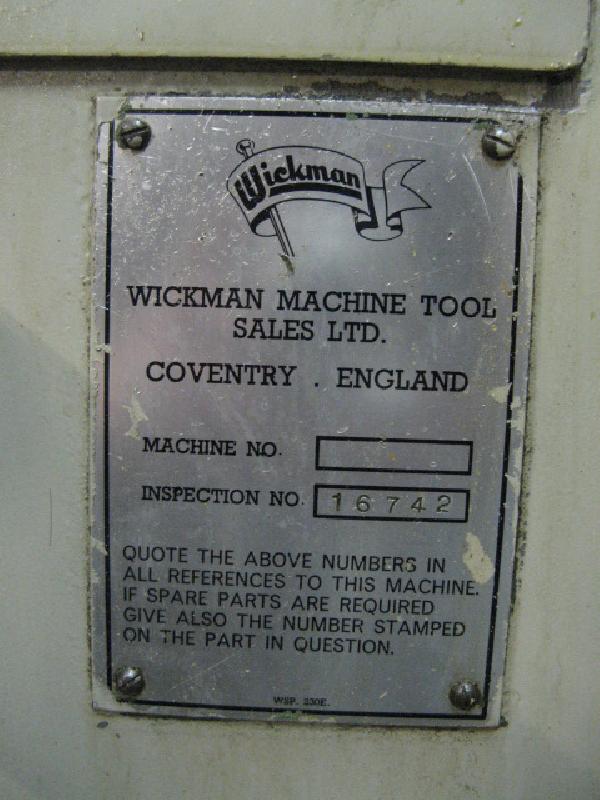 Wickman
WICKMAN MACHINE TOOL
SALES LTD.
COVENTRY . ENGLAND
MACHINE NO.
INSPECTION NO. 16742
QUOTE THE ABOVE NUMBERS IN
ALL REFERENCES TO THIS MACHINE.
IF SPARE PARTS ARE REQUIRED
GIVE ALSO THE NUMBER STAMPED
ON THE PART IN QUESTION.
WSP. 230E.